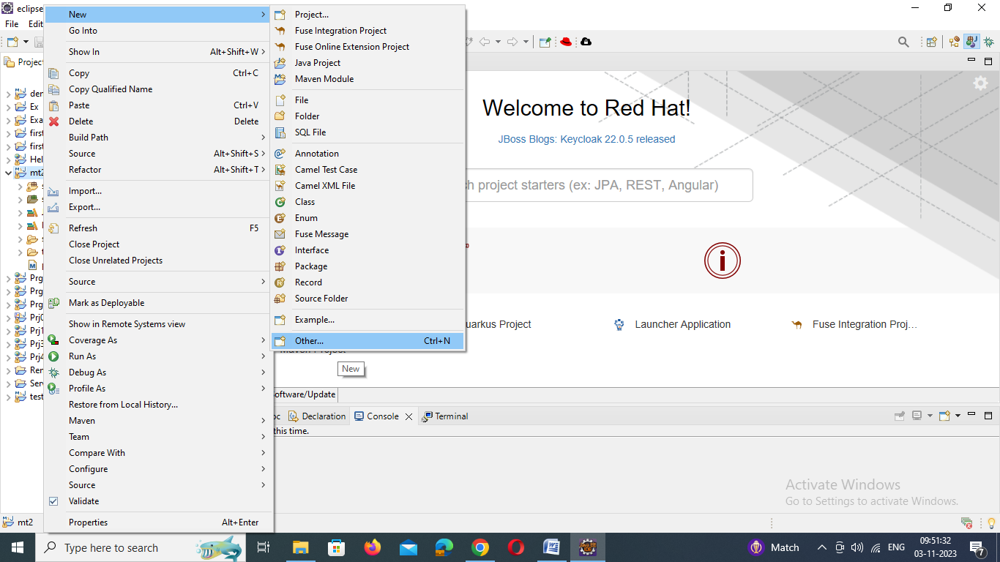 eclipse
File Edit
Project
den
Ex
Exa
first
first
Hel
mt2
Prg
Prg
Prg
Prj
Prj1
Prj3
Prj4
Rem
Serv
test
New
Go Into
Show In Alt+Shift+W
Copy Ctrl+C
Copy Qualified Name
Paste Ctrl+V
Delete Delete
Build Path
Source Alt+Shift+S
Refactor Alt+Shift+T
Import...
Export...
Refresh F5
Close Project
Close Unrelated Projects
Source
Mark as Deployable
Show in Remote Systems view
Coverage As
Run As
Debug As
Profile As
Restore from Local History...
Maven
Team
Compare With
Configure
Source
Validate
Properties Alt+Enter
Project...
Fuse Integration Project
Fuse Online Extension Project
Java Project
Maven Module
File
Folder
SQL File
Annotation
Camel Test Case
Camel XML File
Class
Enum
Fuse Message
Interface
Package
Record
Source Folder
Example...
Other... Ctrl+N
New
Welcome to Red Hat!
JBoss Blogs: Keycloak 22.0.5 released
ch project starters (ex: JPA, REST, Angular)
uarkus Project
Launcher Application
Fuse Integration Proj...
Maven Project
oftware/Update
oc Declaration Console Terminal
this time.
Activate Windows
Go to Settings to activate Windows.
mt2
Type here to search
Match
ENG
09:51:32
03-11-2023
7